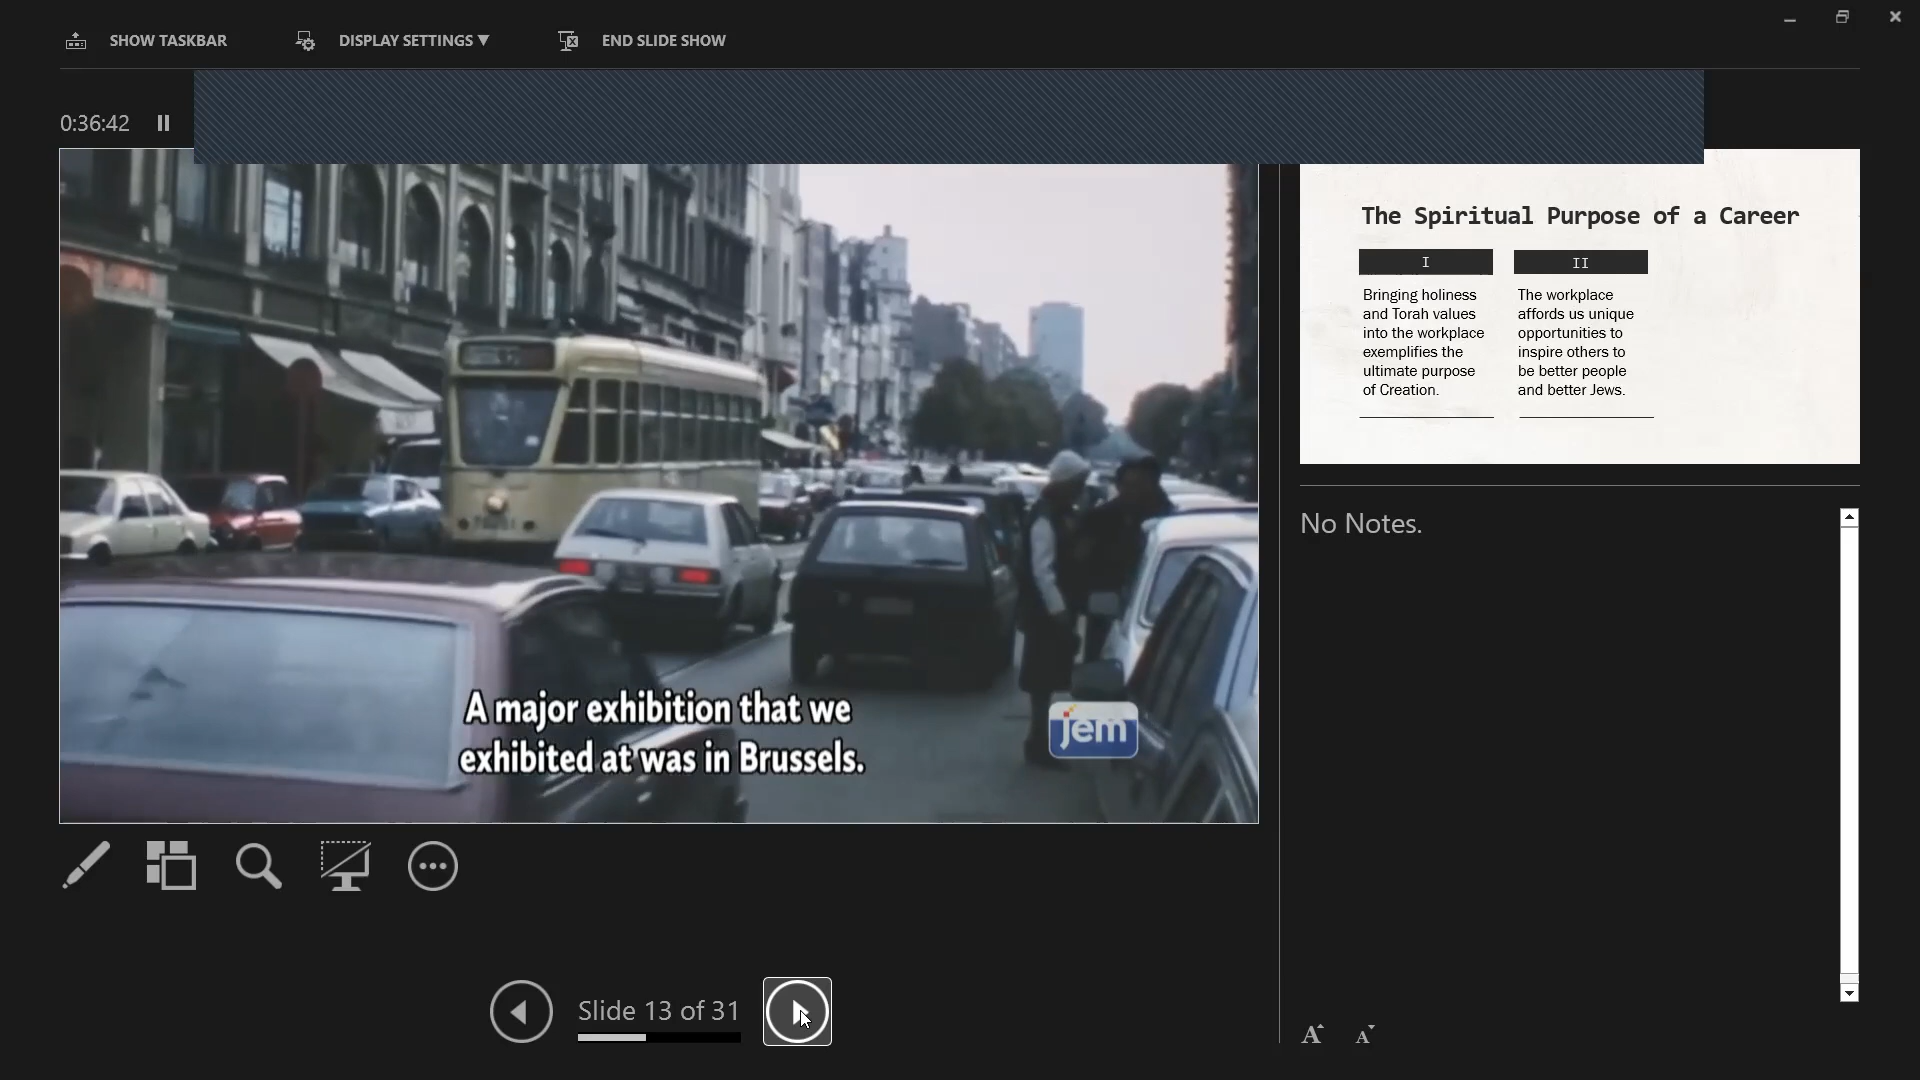 SHOW TASKBAR
DISPLAY SETTINGS ▼
END SLIDE SHOW
0:36:42
A major exhibition that we
exhibited at was in Brussels.
jem
The Spiritual Purpose of a Career
I
Bringing holiness
and Torah values
into the workplace
exemplifies the
ultimate purpose
of Creation.
II
The workplace
affords us unique
opportunities to
inspire others to
be better people
and better Jews.
No Notes.
Slide 13 of 31
A
A